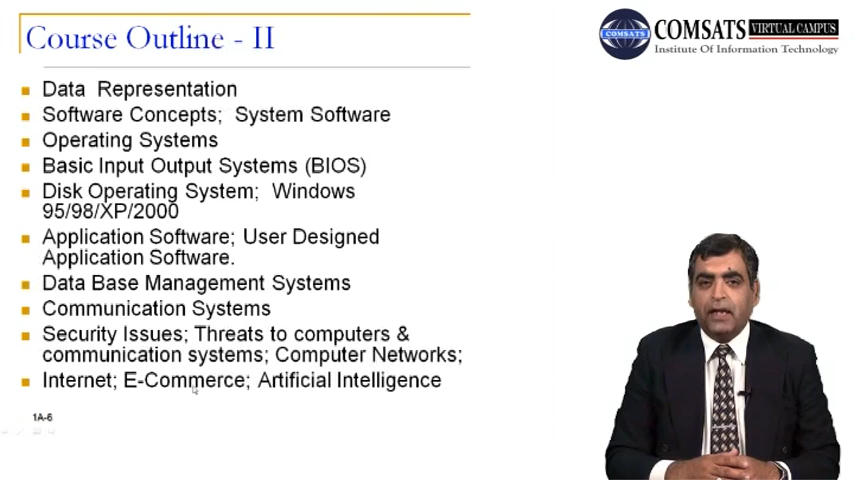 Course Outline - II
COMSATS VIRTUAL CAMPUS
COMSATS
Institute Of Information Technology
Data Representation
Software Concepts; System Software
Operating Systems
Basic Input Output Systems (BIOS)
Disk Operating System; Windows
95/98/XP/2000
Application Software; User Designed
Application Software.
Data Base Management Systems
Communication Systems
Security Issues; Threats to computers &
communication systems; Computer Networks;
Internet; E-Commerce; Artificial Intelligence
1A-6